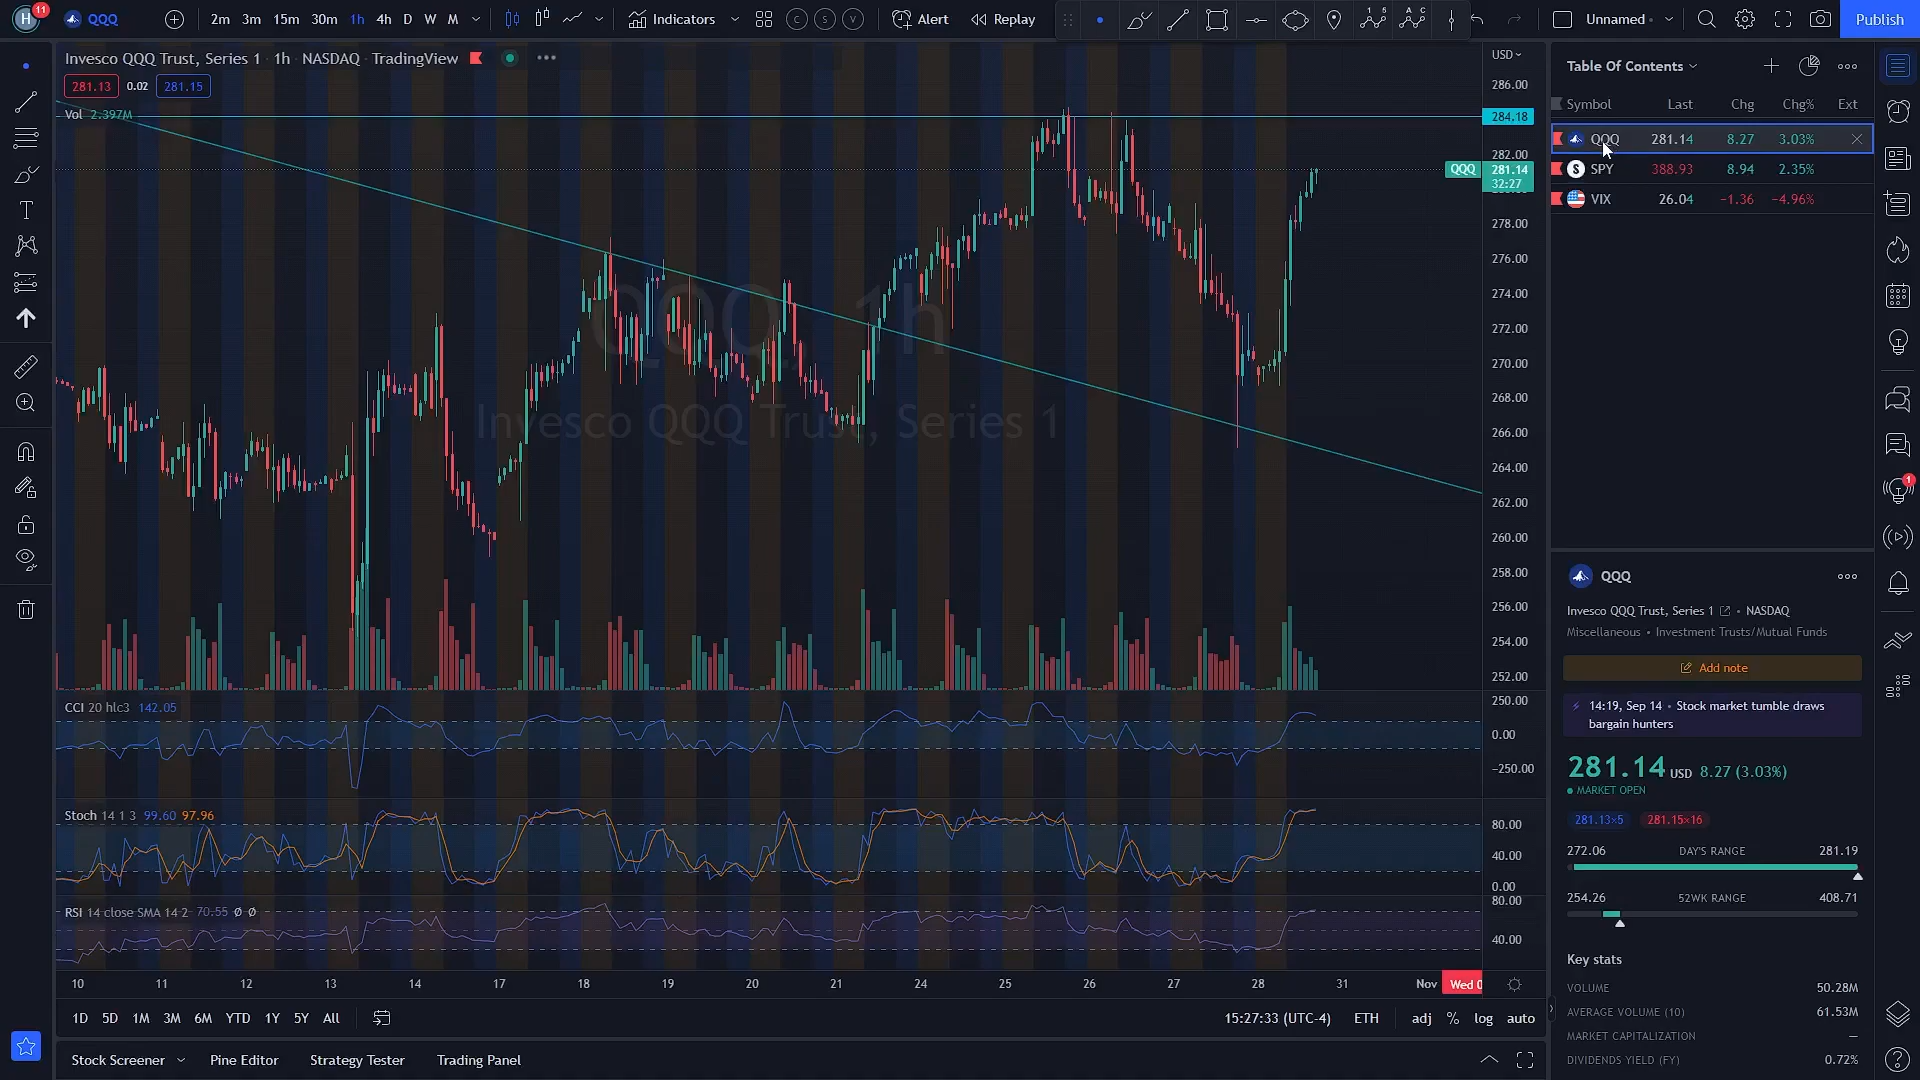 H 11 QQQ 2m 3m 15m 30m 1h 4h D W M Indicators C S V Alert Replay Unnamed Publish
Invesco QQQ Trust, Series 1 · 1h · NASDAQ · TradingView
281.13 0.02 281.15
Vol 2.397M
QQQ, 1h
Invesco QQQ Trust, Series 1
USD
286.00
284.18
282.00
QQQ 281.14
32:27
278.00
276.00
274.00
272.00
270.00
268.00
266.00
264.00
262.00
260.00
258.00
256.00
254.00
252.00
CCI 20 hlc3 142.05
250.00
0.00
−250.00
Stoch 14 1 3 99.60 97.96
80.00
40.00
0.00
RSI 14 close SMA 14 2 70.55 Ø Ø
80.00
40.00
10 11 12 13 14 17 18 19 20 21 24 25 26 27 28 31 Nov Wed 0
1D 5D 1M 3M 6M YTD 1Y 5Y All 15:27:33 (UTC-4) ETH adj % log auto
Stock Screener Pine Editor Strategy Tester Trading Panel
Table Of Contents
Symbol Last Chg Chg% Ext
QQQ 281.14 8.27 3.03%
S SPY 388.93 8.94 2.35%
VIX 26.04 −1.36 −4.96%
1
QQQ
Invesco QQQ Trust, Series 1 • NASDAQ
Miscellaneous • Investment Trusts/Mutual Funds
Add note
14:19, Sep 14 • Stock market tumble draws
bargain hunters
281.14 USD 8.27 (3.03%)
MARKET OPEN
281.13×5 281.15×16
272.06 DAY'S RANGE 281.19
254.26 52WK RANGE 408.71
Key stats
VOLUME 50.28M
AVERAGE VOLUME (10) 61.53M
MARKET CAPITALIZATION —
DIVIDENDS YIELD (FY) 0.72%